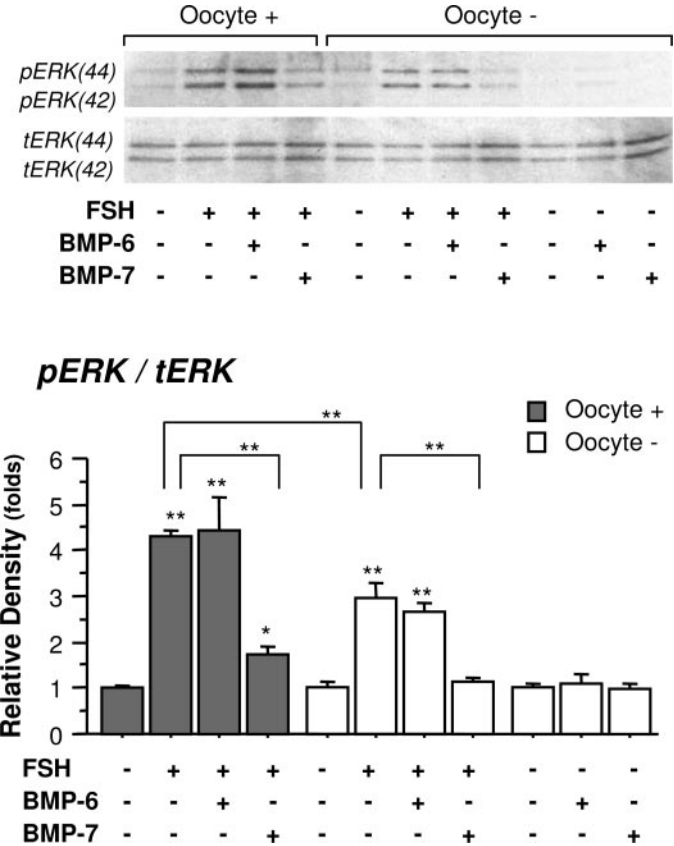 Oocyte + Oocyte -
pERK(44)
pERK(42)
tERK(44)
tERK(42)
FSH - + + + - + + + - - -
BMP-6 - - + - - - + - - + -
BMP-7 - - - + - - - + - - +
pERK / tERK
Oocyte +
Oocyte -
**
** **
6
5
4
3
2
1
0
Relative Density (folds)
** ** * ** **
FSH - + + + - + + + - - -
BMP-6 - - + - - - + - - + -
BMP-7 - - - + - - - + - - +